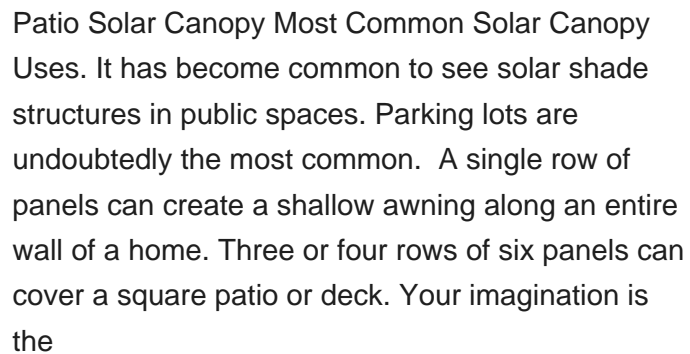 Patio Solar Canopy Most Common Solar Canopy
Uses. It has become common to see solar shade
structures in public spaces. Parking lots are
undoubtedly the most common.  A single row of
panels can create a shallow awning along an entire
wall of a home. Three or four rows of six panels can
cover a square patio or deck. Your imagination is
the